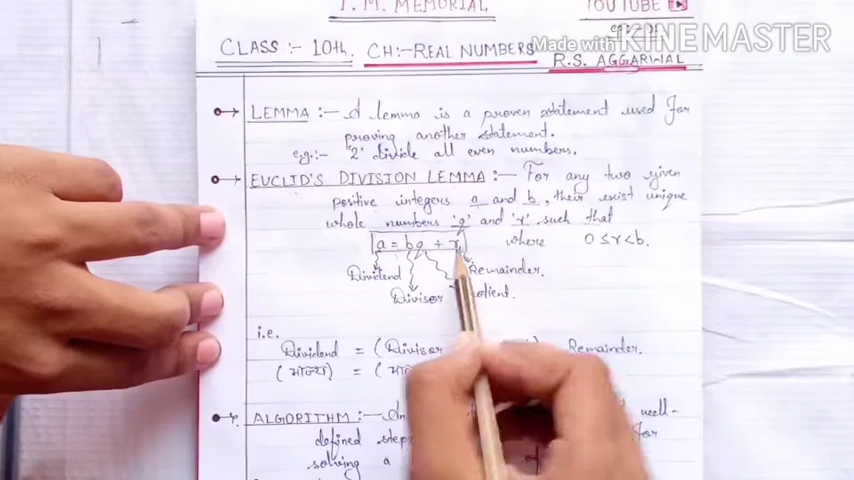 I. M. MEMORIAL
YOUTUBE
CLASS :- 10th.
CH:- REAL NUMBERS
Made with KINEMASTER
R.S. AGGARWAL
LEMMA :- A lemma is a proven statement used for
proving another statement.
e.g:- '2' divide all even numbers.
EUCLID'S DIVISION LEMMA :- For any two given
positive integers a and b, their exist unique
whole numbers 'q' and 'r' such that
a = bq + r where 0 ≤ r < b.
Dividend Remainder.
Divisor
i.e.
Dividend = (Divisor Remainder.
(भाज्य) = (
ALGORITHM :- well-
defined steps for
solving a